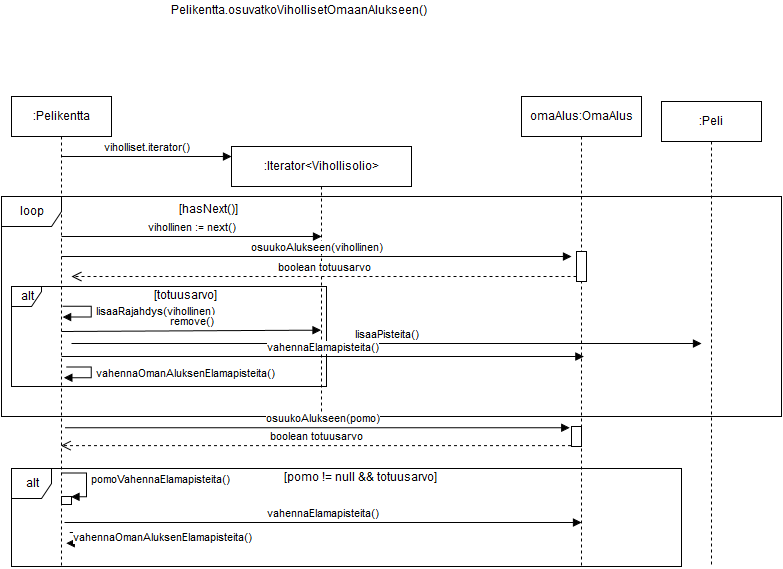 Pelikentta.osuvatkoVihollisetOmaanAlukseen()
:Pelikentta
omaAlus:OmaAlus
:Peli
viholliset.iterator()
:Iterator<Vihollisolio>
loop
[hasNext()]
vihollinen := next()
osuukoAlukseen(vihollinen)
boolean totuusarvo
alt
[totuusarvo]
lisaaRajahdys(vihollinen)
remove()
lisaaPisteita()
vahennaElamapisteita()
vahennaOmanAluksenElamapisteita()
osuukoAlukseen(pomo)
boolean totuusarvo
alt
[pomo != null && totuusarvo]
pomoVahennaElamapisteita()
vahennaElamapisteita()
vahennaOmanAluksenElamapisteita()